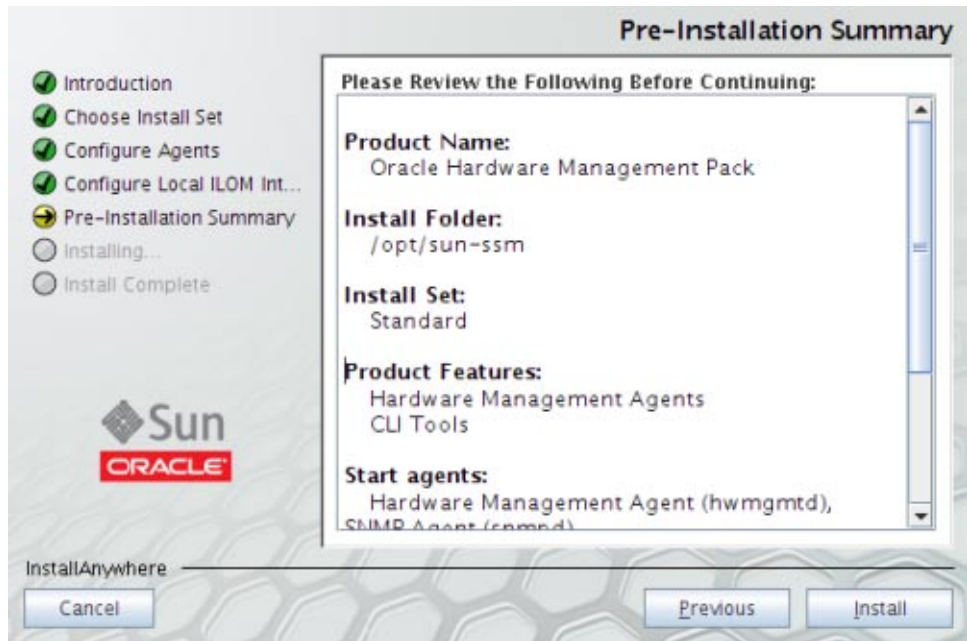 Pre-Installation Summary
Introduction
Choose Install Set
Configure Agents
Configure Local ILOM Int...
Pre-Installation Summary
Installing...
Install Complete
Sun
ORACLE
Please Review the Following Before Continuing:
Product Name:
Oracle Hardware Management Pack
Install Folder:
/opt/sun-ssm
Install Set:
Standard
Product Features:
Hardware Management Agents
CLI Tools
Start agents:
Hardware Management Agent (hwmgmtd),
SNMP Agent (snmpd)
InstallAnywhere
Cancel
Previous
Install